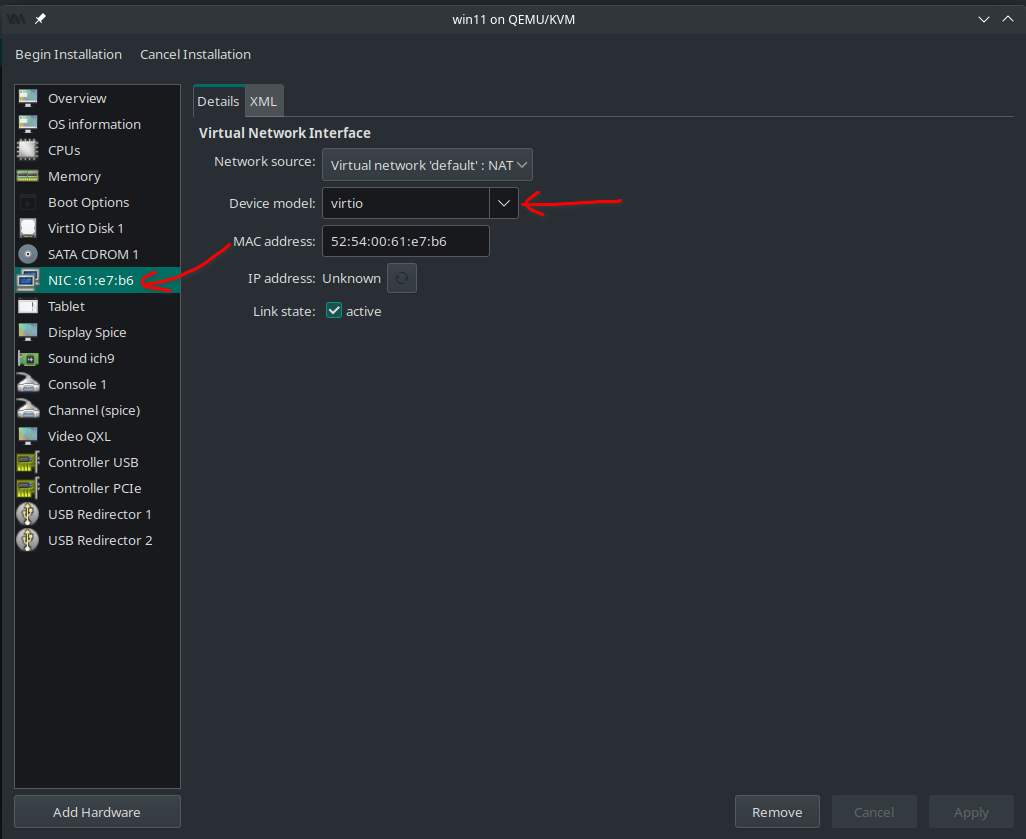 win11 on QEMU/KVM
Begin Installation Cancel Installation
Overview
OS information
CPUs
Memory
Boot Options
VirtIO Disk 1
SATA CDROM 1
NIC :61:e7:b6
Tablet
Display Spice
Sound ich9
Console 1
Channel (spice)
Video QXL
Controller USB
Controller PCIe
USB Redirector 1
USB Redirector 2
Add Hardware
Details XML
Virtual Network Interface
Network source: Virtual network 'default' : NAT
Device model: virtio
MAC address: 52:54:00:61:e7:b6
IP address: Unknown
Link state: active
Remove Cancel Apply